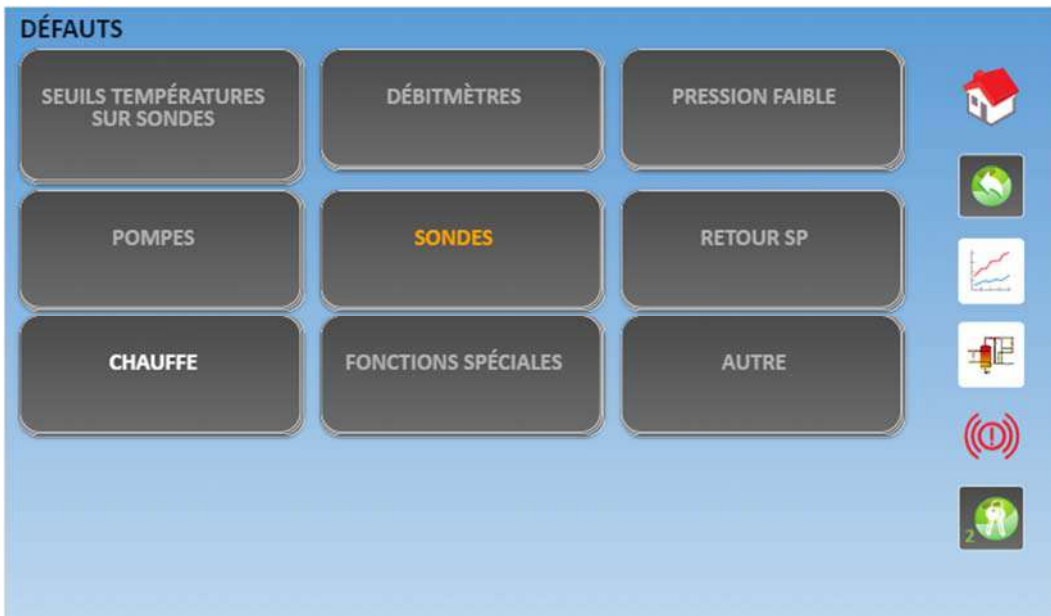 DÉFAUTS
SEUILS TEMPÉRATURES
SUR SONDES
DÉBITMÈTRES
PRESSION FAIBLE
POMPES
SONDES
RETOUR SP
CHAUFFE
FONCTIONS SPÉCIALES
AUTRE
2